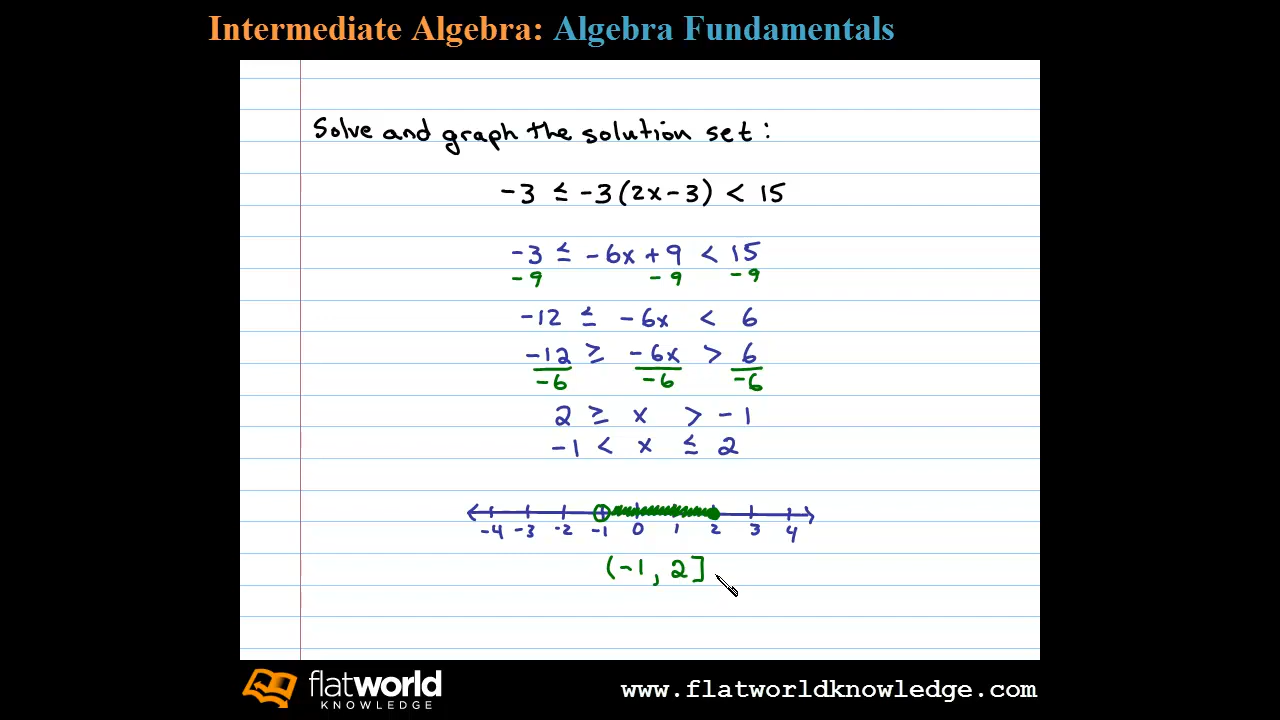 Intermediate Algebra: Algebra Fundamentals
Solve and graph the solution set:
-3 ≤ -3(2x-3) < 15
-3 ≤ -6x + 9 < 15
-9 -9 -9
-12 ≤ -6x < 6
-12 ≥ -6x > 6
-6 -6 -6
2 ≥ x > -1
-1 < x ≤ 2
-4 -3 -2 -1 0 1 2 3 4
(-1, 2]
flatworld
KNOWLEDGE
www.flatworldknowledge.com